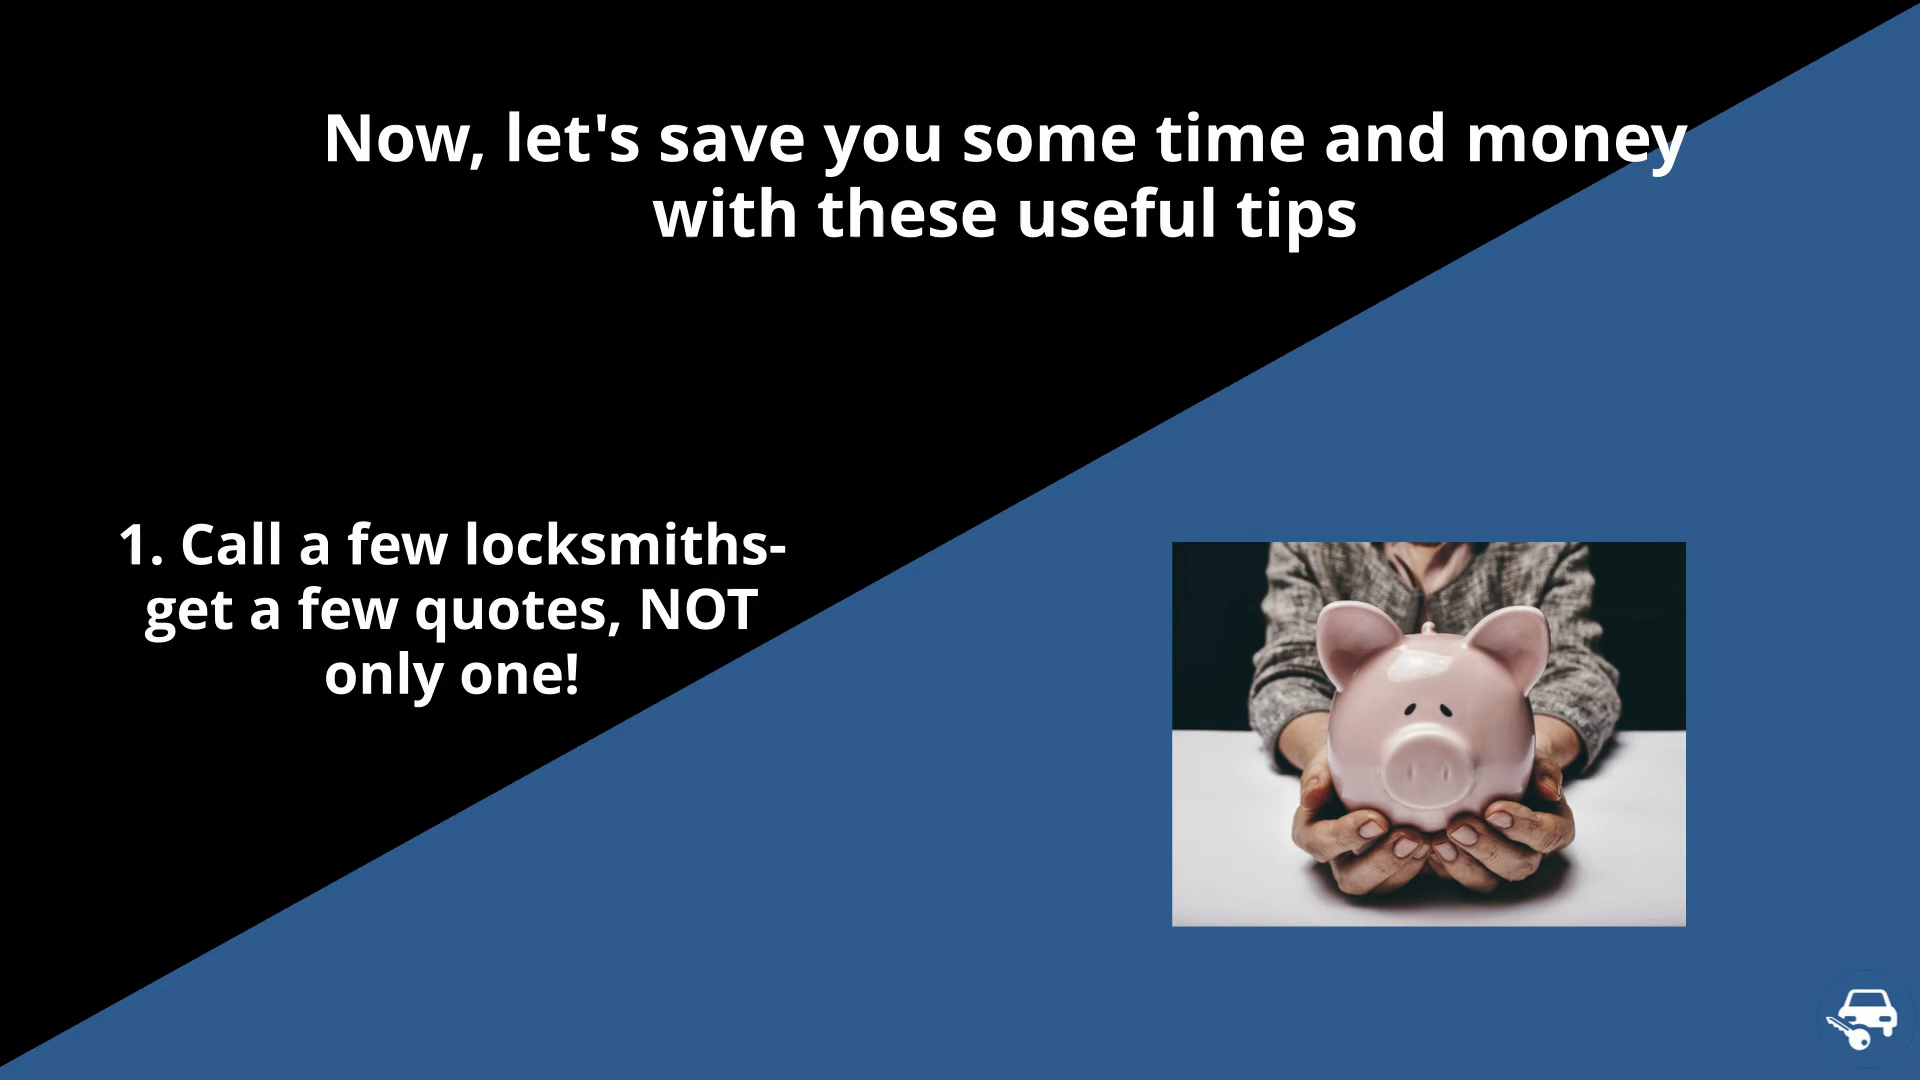 Now, let's save you some time and money
with these useful tips
1. Call a few locksmiths-
get a few quotes, NOT
only one!